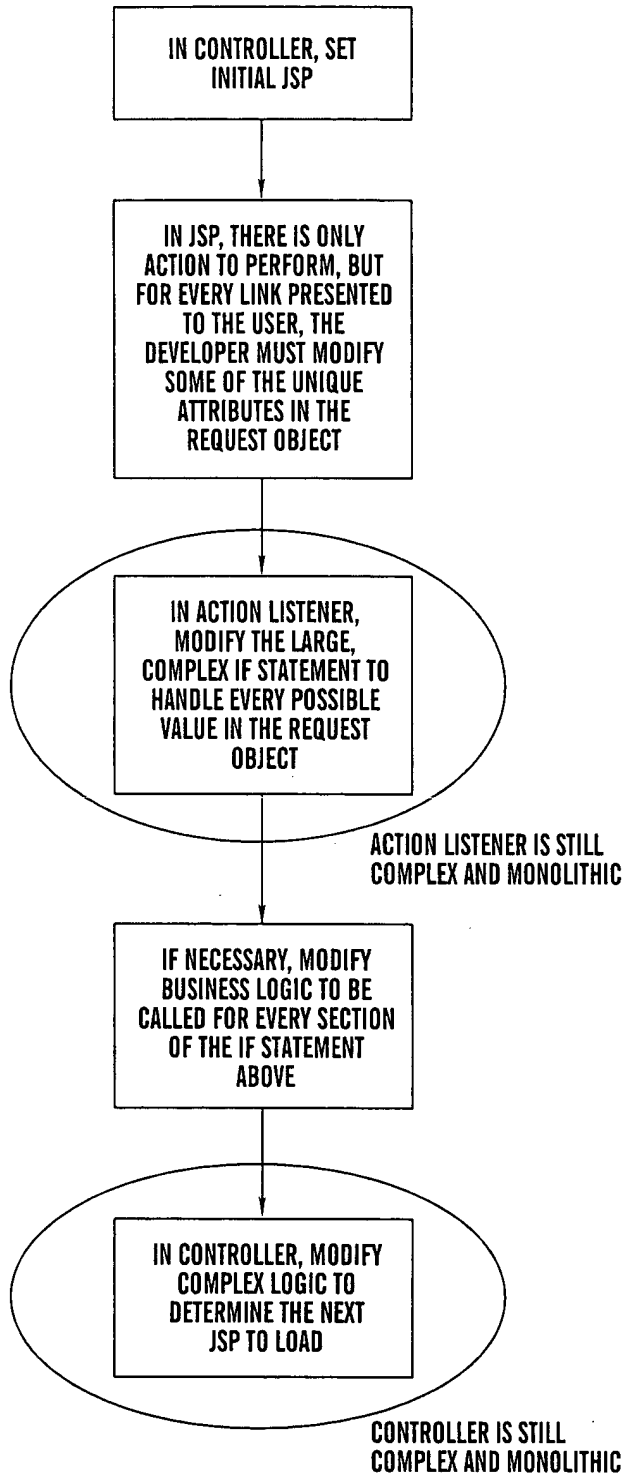 IN CONTROLLER, SET
INITIAL JSP
IN JSP, THERE IS ONLY
ACTION TO PERFORM, BUT
FOR EVERY LINK PRESENTED
TO THE USER, THE
DEVELOPER MUST MODIFY
SOME OF THE UNIQUE
ATTRIBUTES IN THE
REQUEST OBJECT
IN ACTION LISTENER,
MODIFY THE LARGE,
COMPLEX IF STATEMENT TO
HANDLE EVERY POSSIBLE
VALUE IN THE REQUEST
OBJECT
ACTION LISTENER IS STILL
COMPLEX AND MONOLITHIC
IF NECESSARY, MODIFY
BUSINESS LOGIC TO BE
CALLED FOR EVERY SECTION
OF THE IF STATEMENT
ABOVE
IN CONTROLLER, MODIFY
COMPLEX LOGIC TO
DETERMINE THE NEXT
JSP TO LOAD
CONTROLLER IS STILL
COMPLEX AND MONOLITHIC